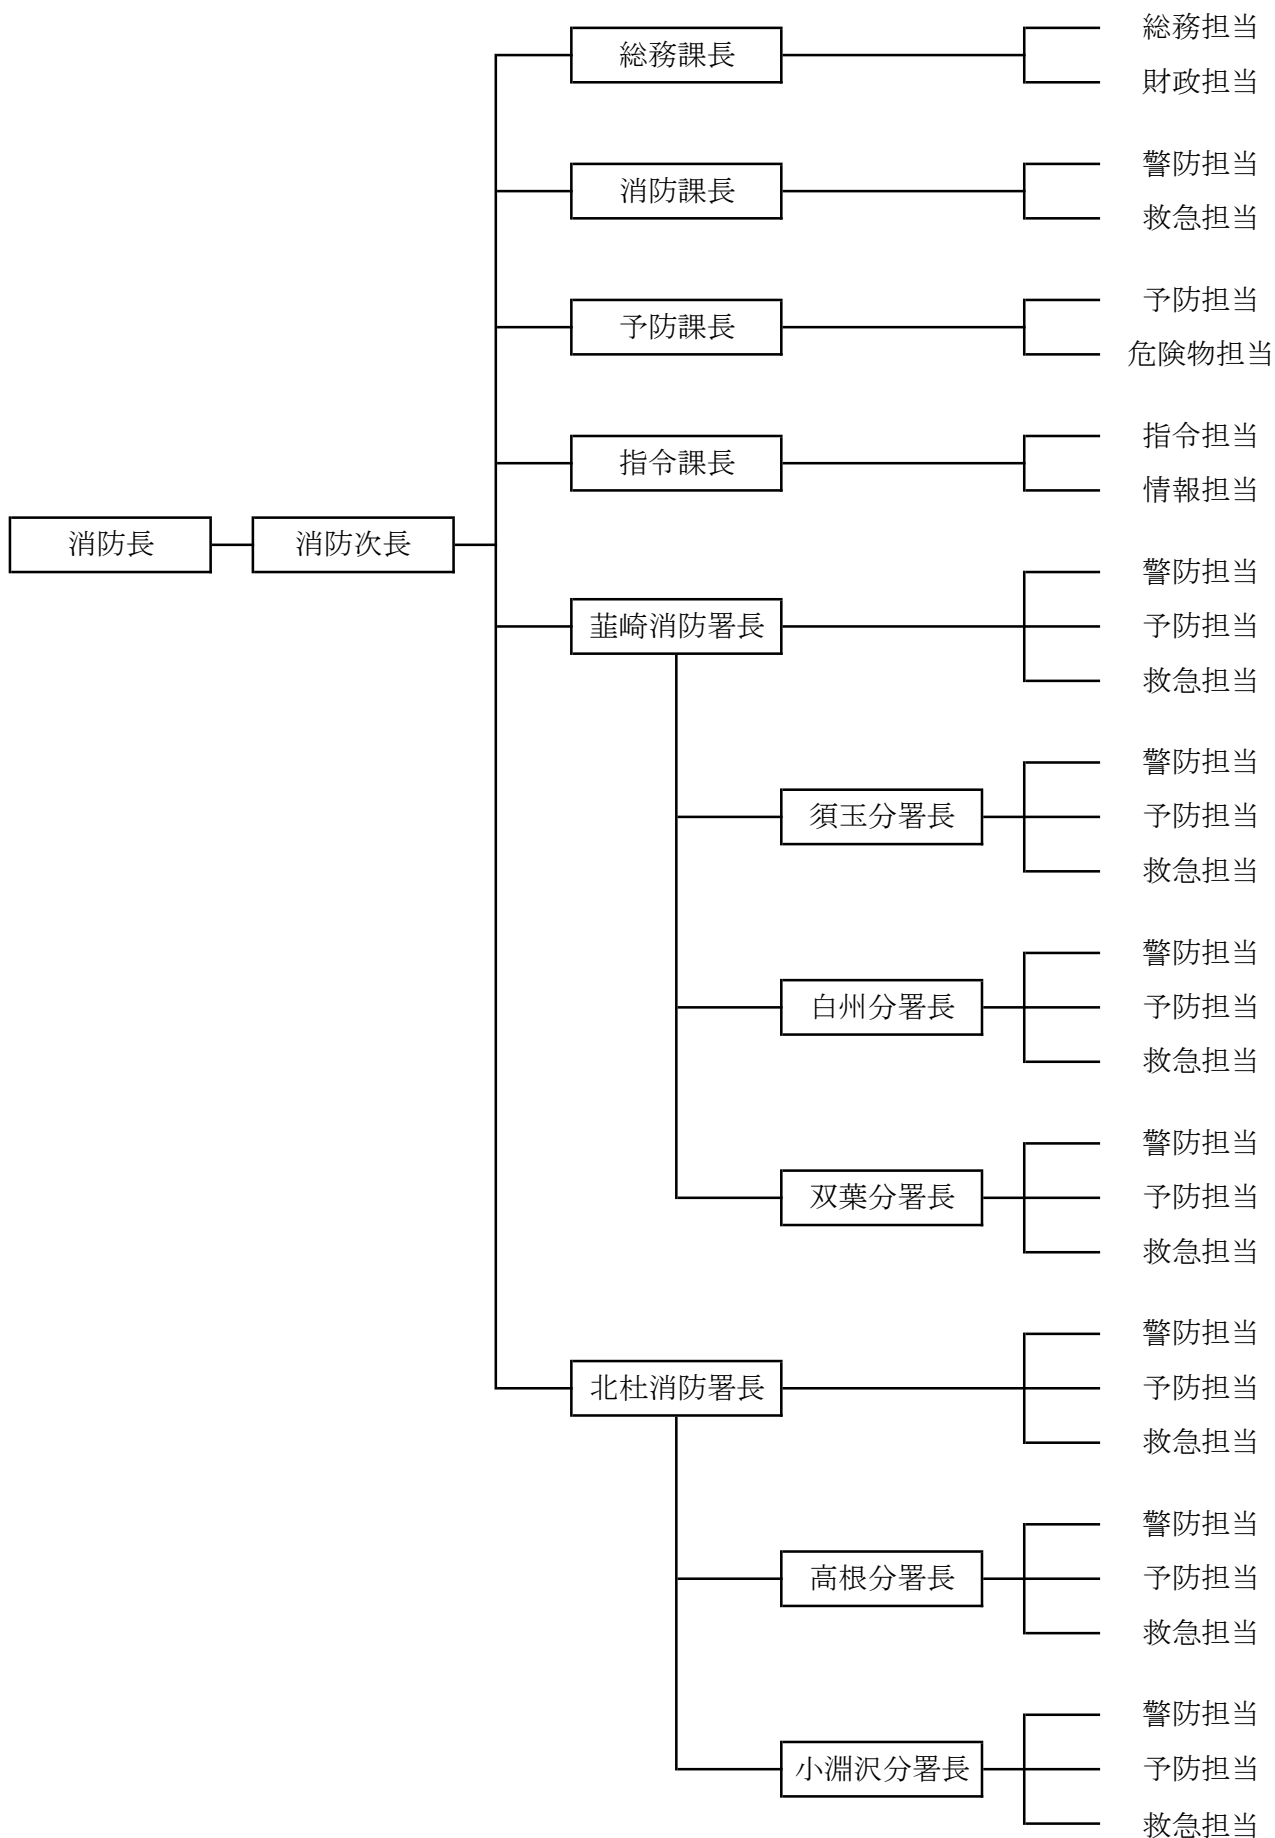 総務課長
総務担当
財政担当
消防課長
警防担当
救急担当
予防課長
予防担当
危険物担当
指令課長
指令担当
情報担当
消防長
消防次長
韮崎消防署長
警防担当
予防担当
救急担当
須玉分署長
警防担当
予防担当
救急担当
白州分署長
警防担当
予防担当
救急担当
双葉分署長
警防担当
予防担当
救急担当
北杜消防署長
警防担当
予防担当
救急担当
高根分署長
警防担当
予防担当
救急担当
小淵沢分署長
警防担当
予防担当
救急担当